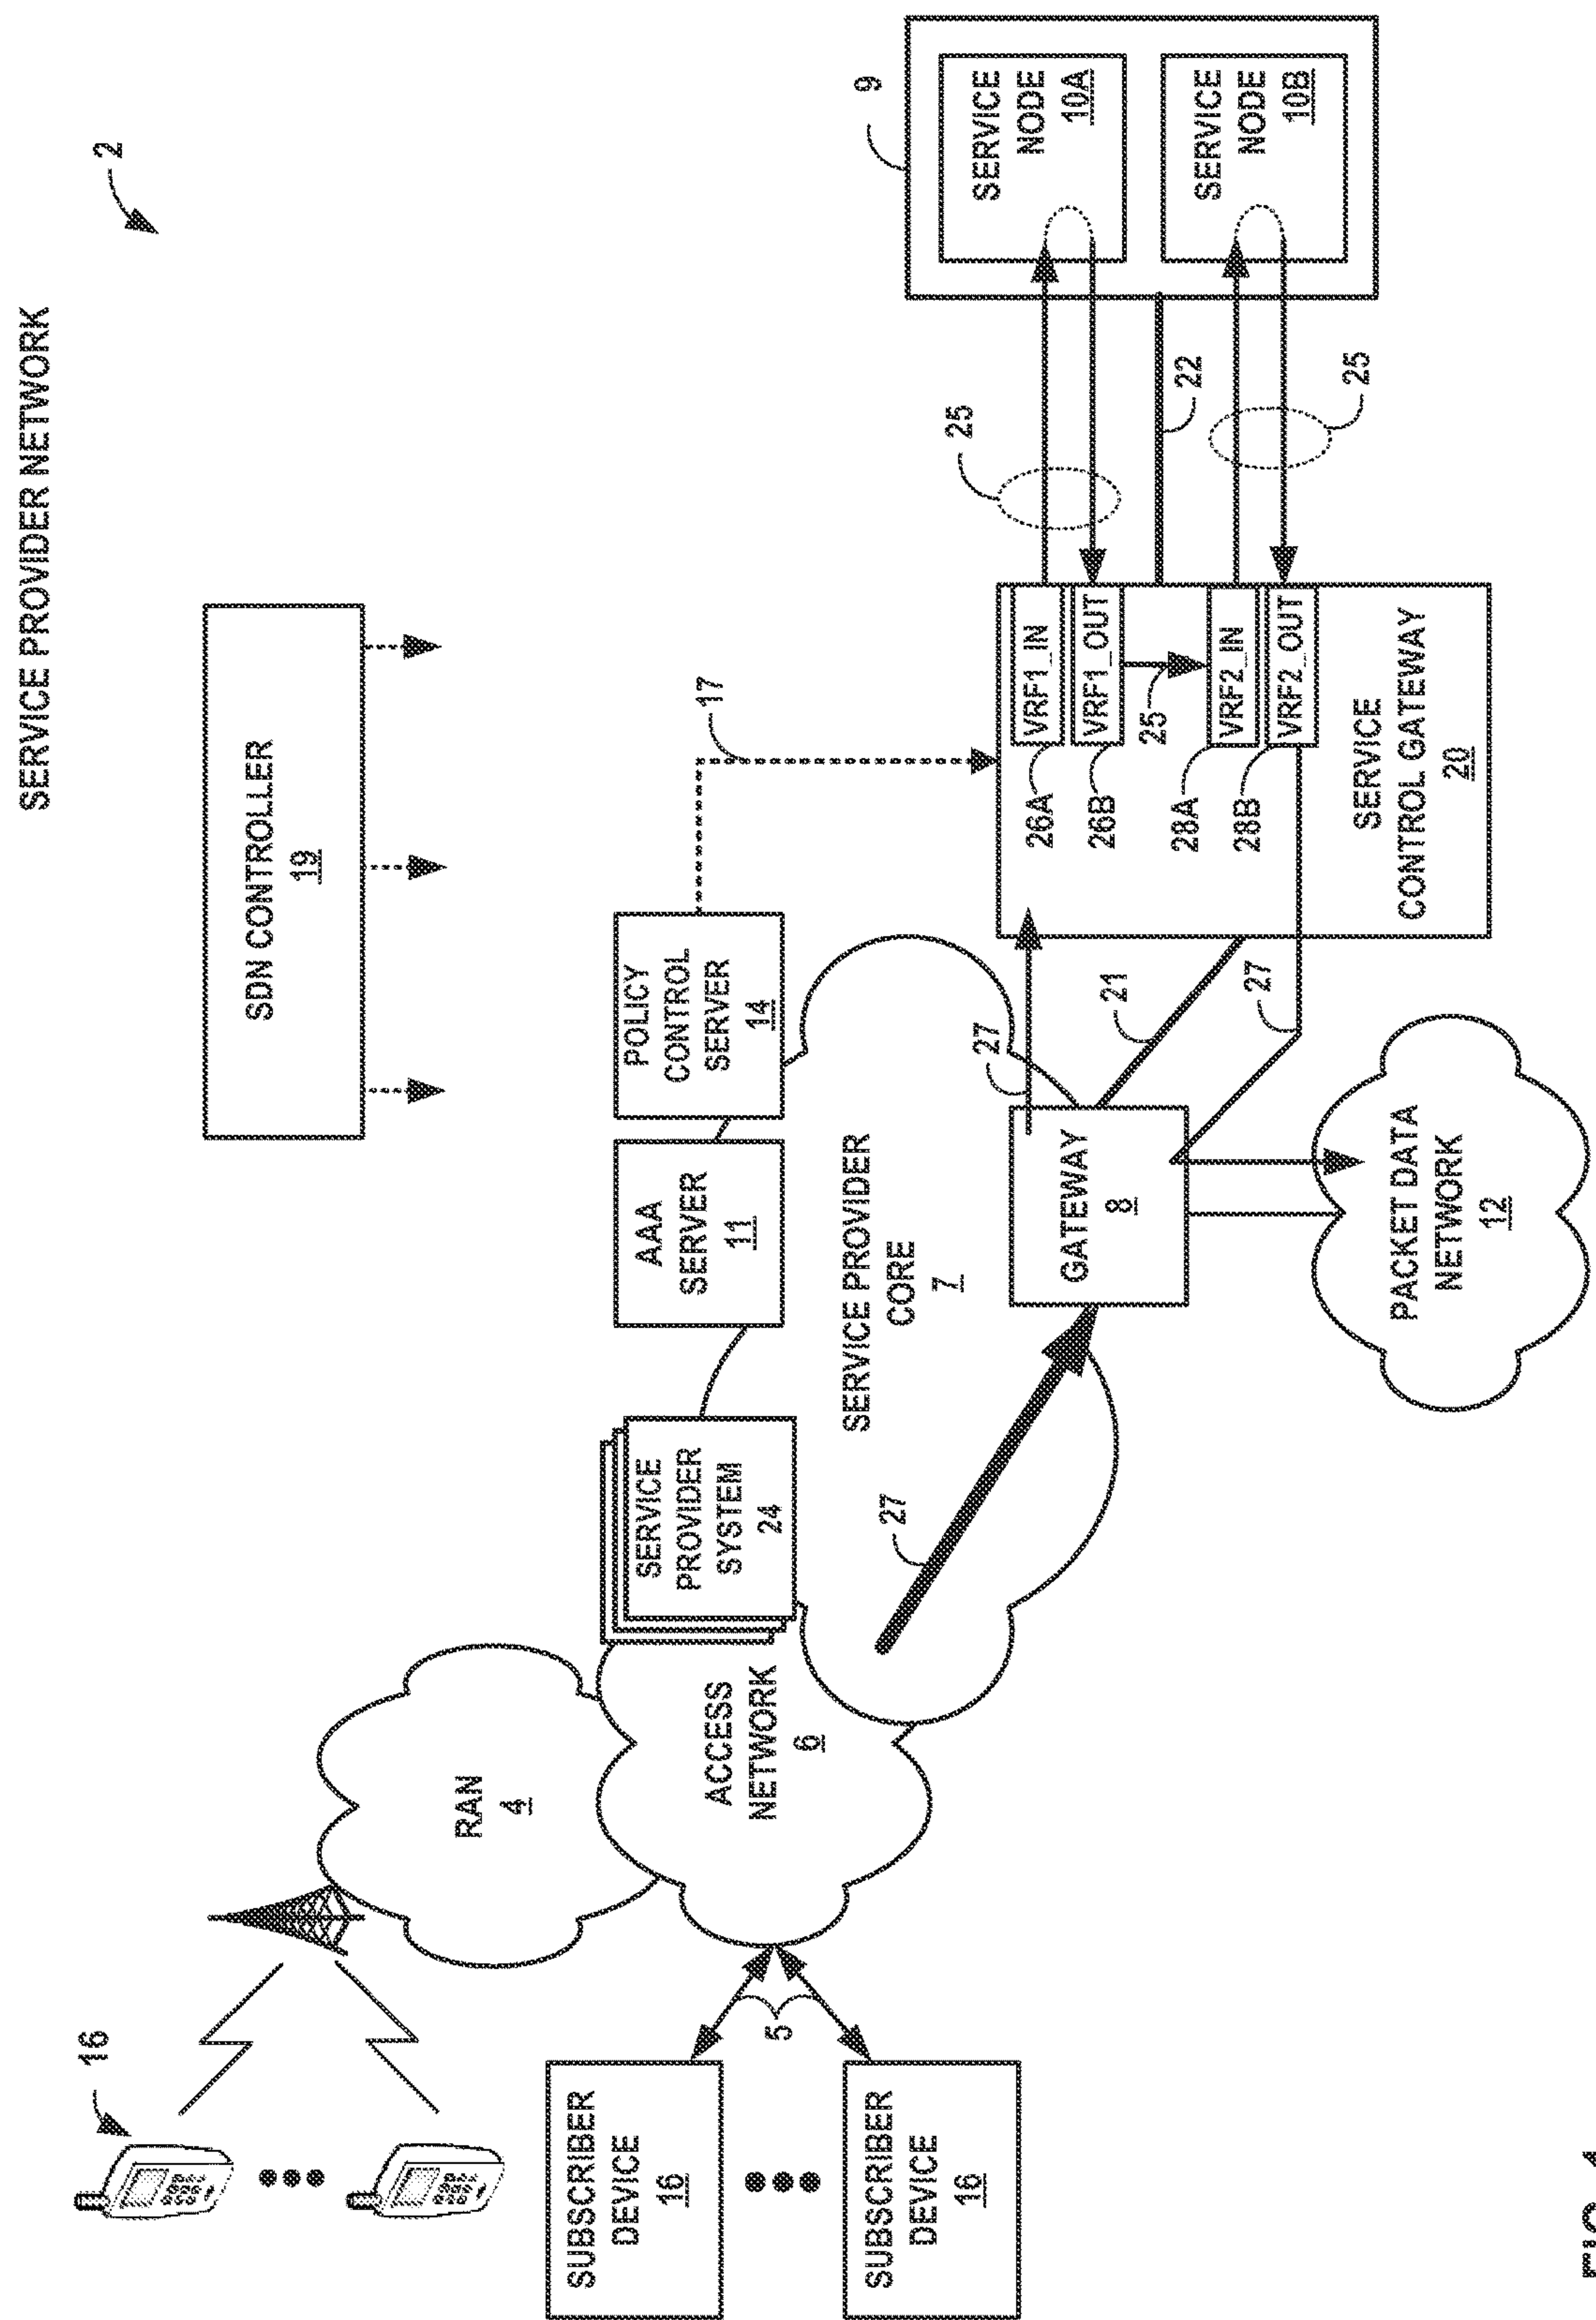 SERVICE PROVIDER NETWORK
2
SDN CONTROLLER
19
16
RAN
4
SUBSCRIBER
DEVICE
16
SUBSCRIBER
DEVICE
16
5
ACCESS
NETWORK
6
SERVICE
PROVIDER
SYSTEM
24
AAA
SERVER
11
POLICY
CONTROL
SERVER
14
17
SERVICE PROVIDER
CORE
7
27
GATEWAY
8
27
21
27
PACKET DATA
NETWORK
12
VRF1_IN
26A
VRF1_OUT
26B
25
VRF2_IN
28A
VRF2_OUT
28B
SERVICE
CONTROL GATEWAY
20
25
22
25
9
SERVICE
NODE
10A
SERVICE
NODE
10B